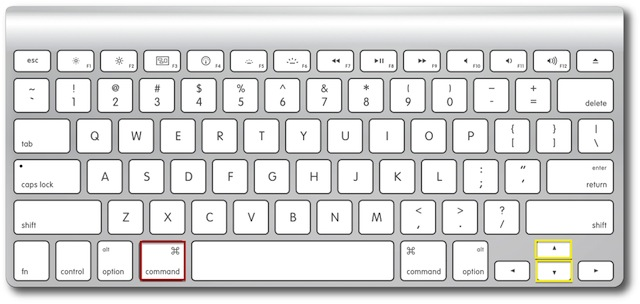 esc F1 F2 F3 F4 F5 F6 F7 F8 F9 F10 F11 F12
~ ! @ # $ % ^ & * ( ) _ +
` 1 2 3 4 5 6 7 8 9 0 - = delete
tab Q W E R T Y U I O P { [ } ] | \
caps lock A S D F G H J K L : ; " ' enter return
shift Z X C V B N M < , > . ? / shift
fn control alt option ⌘ command ⌘ command alt option ◄ ▲ ▼ ►